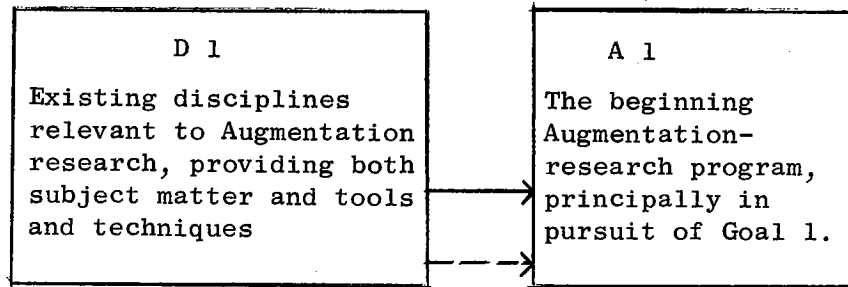 D 1
Existing disciplines
relevant to Augmentation
research, providing both
subject matter and tools
and techniques
A 1
The beginning
Augmentation-
research program,
principally in
pursuit of Goal 1.